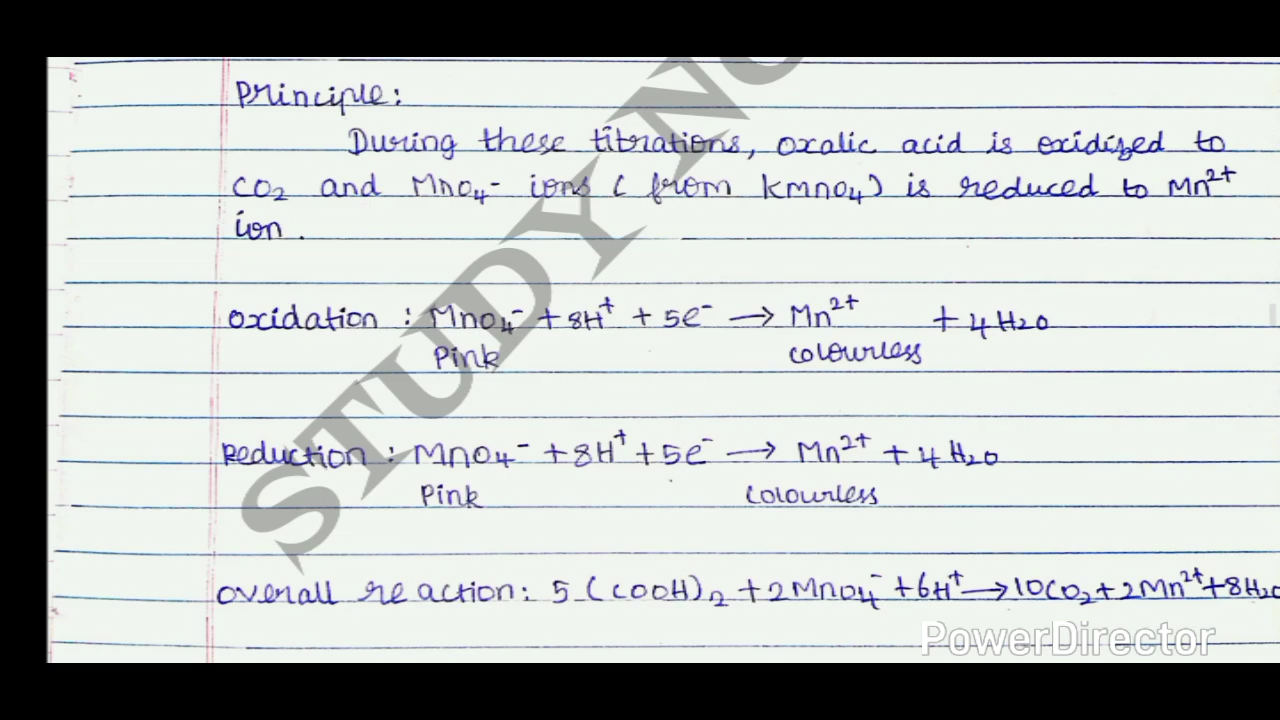 Principle:
During these titrations, oxalic acid is oxidized to
CO₂ and MnO₄⁻ ions (from KMnO₄) is reduced to Mn²⁺
ion.
Oxidation : MnO₄⁻ + 8H⁺ + 5e⁻ → Mn²⁺ + 4H₂O
Pink colourless
Reduction : MnO₄⁻ + 8H⁺ + 5e⁻ → Mn²⁺ + 4H₂O
Pink colourless
Overall reaction: 5(COOH)₂ + 2MnO₄⁻ + 6H⁺ → 10CO₂ + 2Mn²⁺ + 8H₂O
STUDY NO
PowerDirector